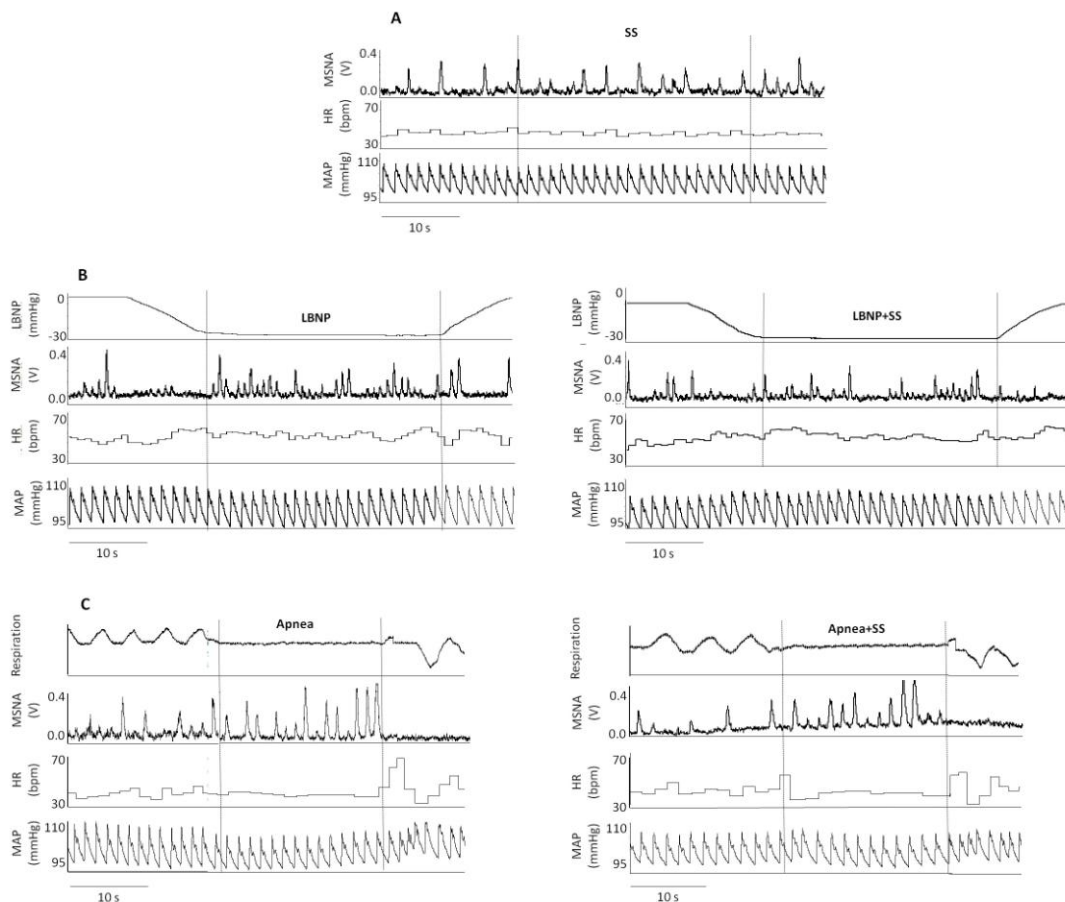 A
SS
MSNA
(V)
0.4
0.0
HR
(bpm)
70
30
MAP
(mmHg)
110
95
10 s
B
LBNP
(mmHg)
0
-30
LBNP
MSNA
(V)
0.4
0.0
HR
(bpm)
70
30
MAP
(mmHg)
110
95
10 s
LBNP
(mmHg)
0
-30
LBNP+SS
MSNA
(V)
0.4
0.0
HR
(bpm)
70
30
MAP
(mmHg)
110
95
10 s
C
Respiration
Apnea
MSNA
(V)
0.4
0.0
HR
(bpm)
70
30
MAP
(mmHg)
110
95
10 s
Respiration
Apnea+SS
MSNA
(V)
0.4
0.0
HR
(bpm)
70
30
MAP
(mmHg)
110
95
10 s